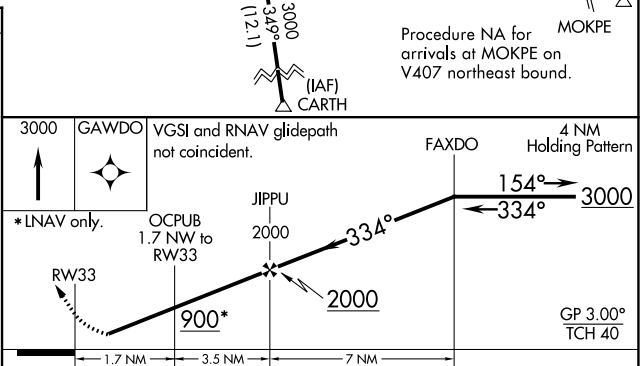 3000
349°
(12.1)
(IAF)
CARTH
MOKPE
Procedure NA for
arrivals at MOKPE on
V407 northeast bound.
3000
GAWDO
VGSI and RNAV glidepath
not coincident.
*LNAV only.
FAXDO
4 NM
Holding Pattern
154°
334°
3000
JIPPU
2000
334°
OCPUB
1.7 NW to
RW33
RW33
2000
900*
GP 3.00°
TCH 40
1.7 NM
3.5 NM
7 NM